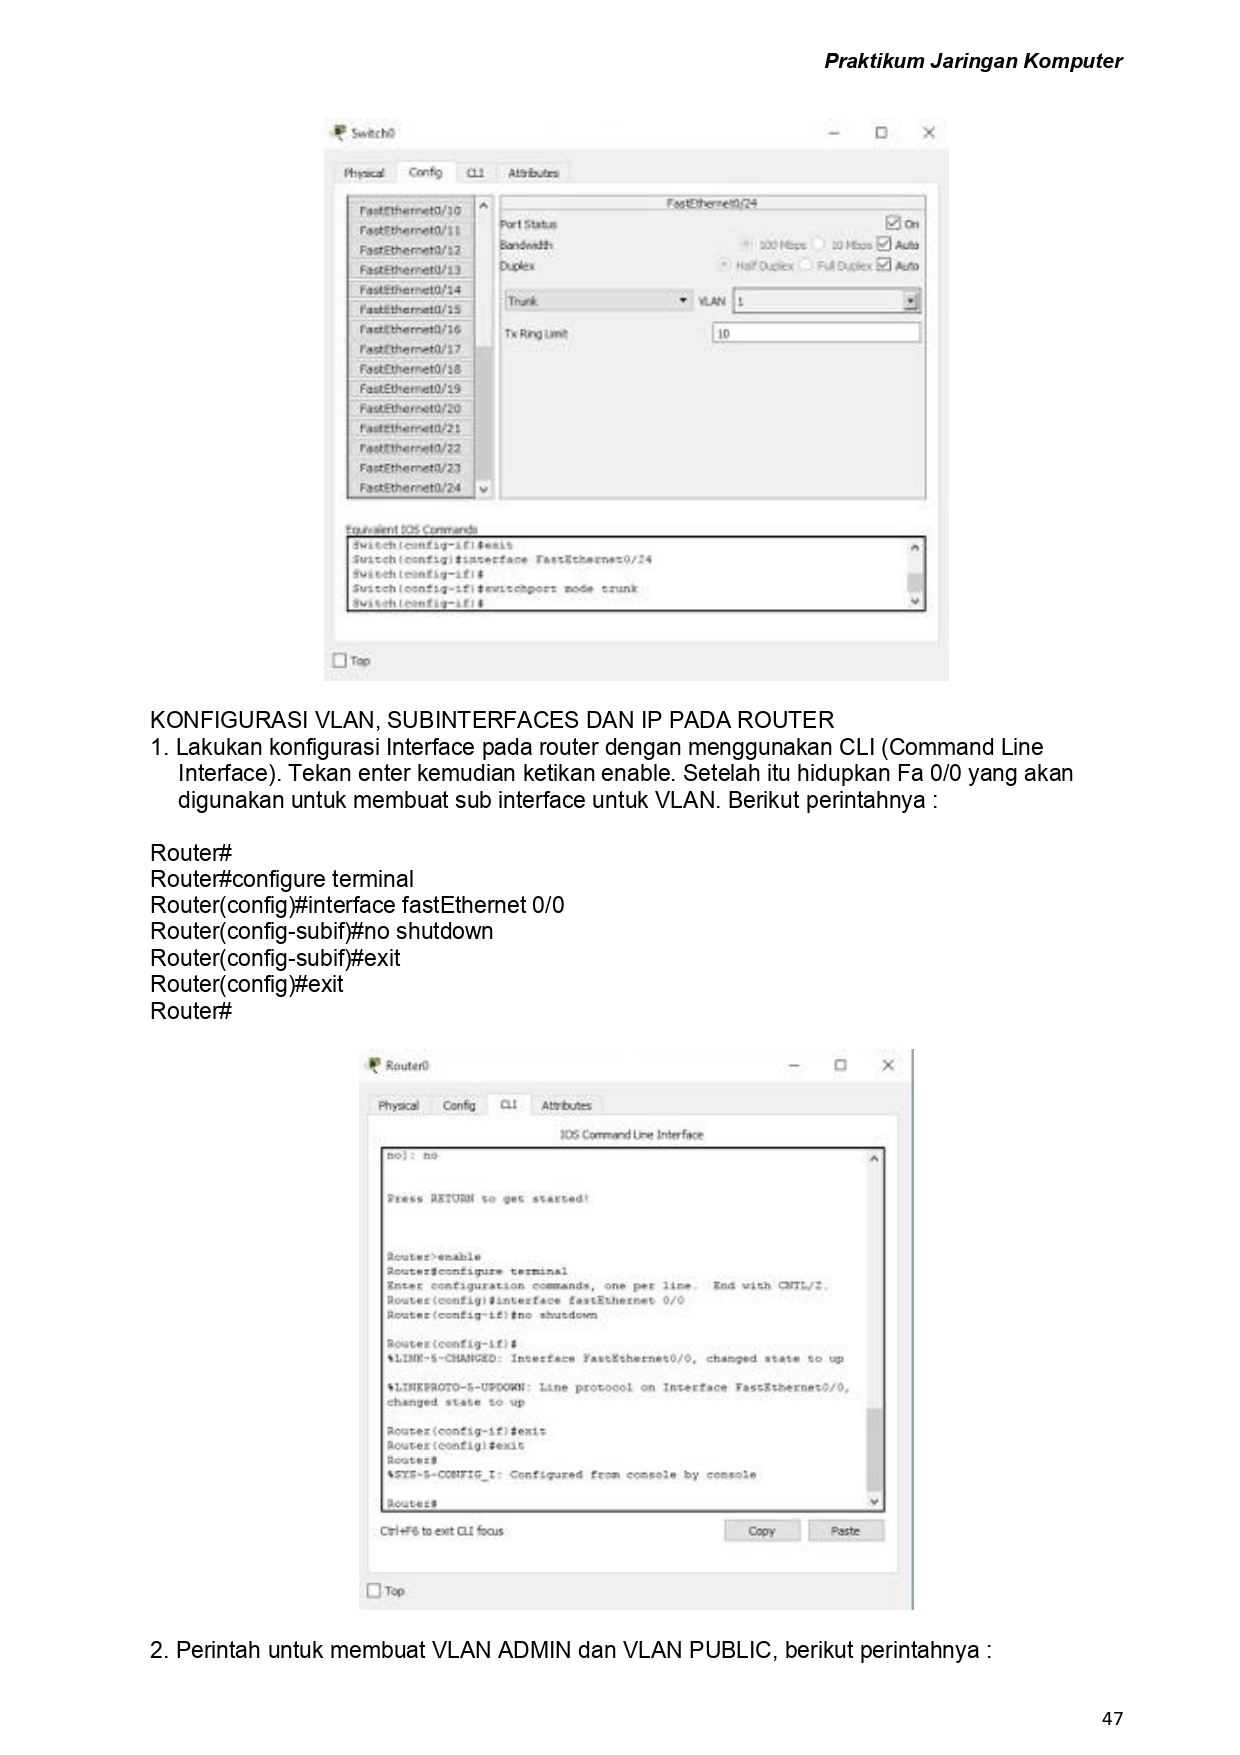 Praktikum Jaringan Komputer
Switch0
Physical Config CLI Attributes
FastEthernet0/10
FastEthernet0/11
FastEthernet0/12
FastEthernet0/13
FastEthernet0/14
FastEthernet0/15
FastEthernet0/16
FastEthernet0/17
FastEthernet0/18
FastEthernet0/19
FastEthernet0/20
FastEthernet0/21
FastEthernet0/22
FastEthernet0/23
FastEthernet0/24
FastEthernet0/24
Port Status On
Bandwidth 100 Mbps 10 Mbps Auto
Duplex Half Duplex Full Duplex Auto
Trunk VLAN 1
Tx Ring Limit 10
Equivalent IOS Commands
Switch(config-if)#exit
Switch(config)#interface FastEthernet0/24
Switch(config-if)#
Switch(config-if)#switchport mode trunk
Switch(config-if)#
Top
KONFIGURASI VLAN, SUBINTERFACES DAN IP PADA ROUTER
1. Lakukan konfigurasi Interface pada router dengan menggunakan CLI (Command Line
Interface). Tekan enter kemudian ketikan enable. Setelah itu hidupkan Fa 0/0 yang akan
digunakan untuk membuat sub interface untuk VLAN. Berikut perintahnya :
Router#
Router#configure terminal
Router(config)#interface fastEthernet 0/0
Router(config-subif)#no shutdown
Router(config-subif)#exit
Router(config)#exit
Router#
Router0
Physical Config CLI Attributes
IOS Command Line Interface
no]: no
Press RETURN to get started!
Router>enable
Router#configure terminal
Enter configuration commands, one per line. End with CNTL/Z.
Router(config)#interface fastEthernet 0/0
Router(config-if)#no shutdown
Router(config-if)#
%LINK-5-CHANGED: Interface FastEthernet0/0, changed state to up
%LINEPROTO-5-UPDOWN: Line protocol on Interface FastEthernet0/0,
changed state to up
Router(config-if)#exit
Router(config)#exit
Router#
%SYS-5-CONFIG_I: Configured from console by console
Router#
Ctrl+F6 to exit CLI focus Copy Paste
Top
2. Perintah untuk membuat VLAN ADMIN dan VLAN PUBLIC, berikut perintahnya :
47